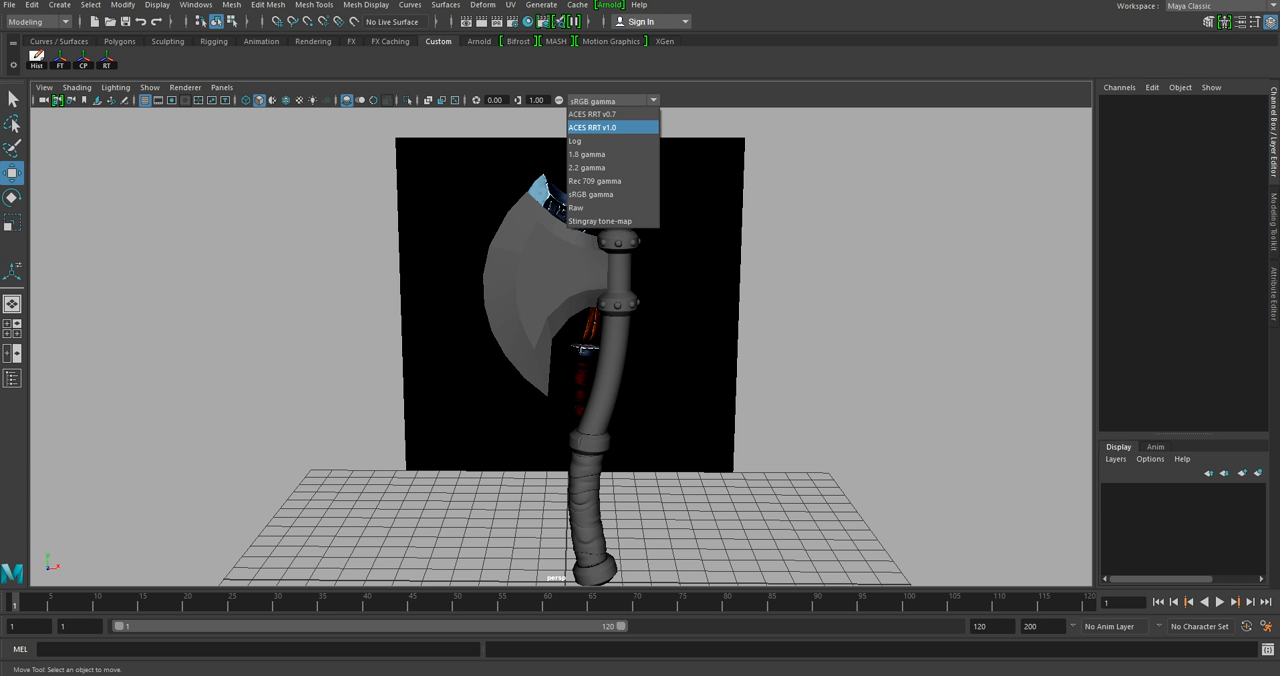 File Edit Create Select Modify Display Windows Mesh Edit Mesh Mesh Tools Mesh Display Curves Surfaces Deform UV Generate Cache [Arnold] Help
Workspace : Maya Classic
Modeling No Live Surface Sign In
Curves / Surfaces Polygons Sculpting Rigging Animation Rendering FX FX Caching Custom Arnold Bifrost MASH Motion Graphics XGen
Hist FT CP RT
View Shading Lighting Show Renderer Panels
0.00 1.00 sRGB gamma
ACES RRT v0.7
ACES RRT v1.0
Log
1.8 gamma
2.2 gamma
Rec 709 gamma
sRGB gamma
Raw
Stingray tone-map
persp
y
x
Channels Edit Object Show
Channel Box / Layer Editor
Modeling Toolkit
Attribute Editor
Display Anim
Layers Options Help
5 10 15 20 25 30 35 40 45 50 55 60 65 70 75 80 85 90 95 100 105 110 115 120
1 1
1 1 1 120 120 200 No Anim Layer No Character Set
MEL
Move Tool: Select an object to move.